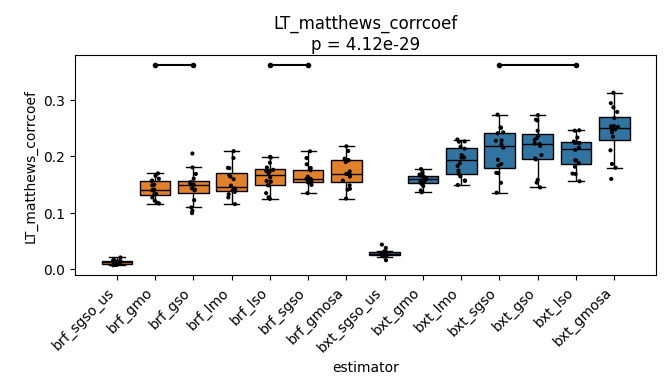 LT_matthews_corrcoef
p = 4.12e-29
LT_matthews_corrcoef
0.3
0.2
0.1
0.0
brf_sgso_us
brf_gmo
brf_gso
brf_lmo
brf_lso
brf_sgso
brf_gmosa
bxt_sgso_us
bxt_gmo
bxt_lmo
bxt_sgso
bxt_gso
bxt_lso
bxt_gmosa
estimator